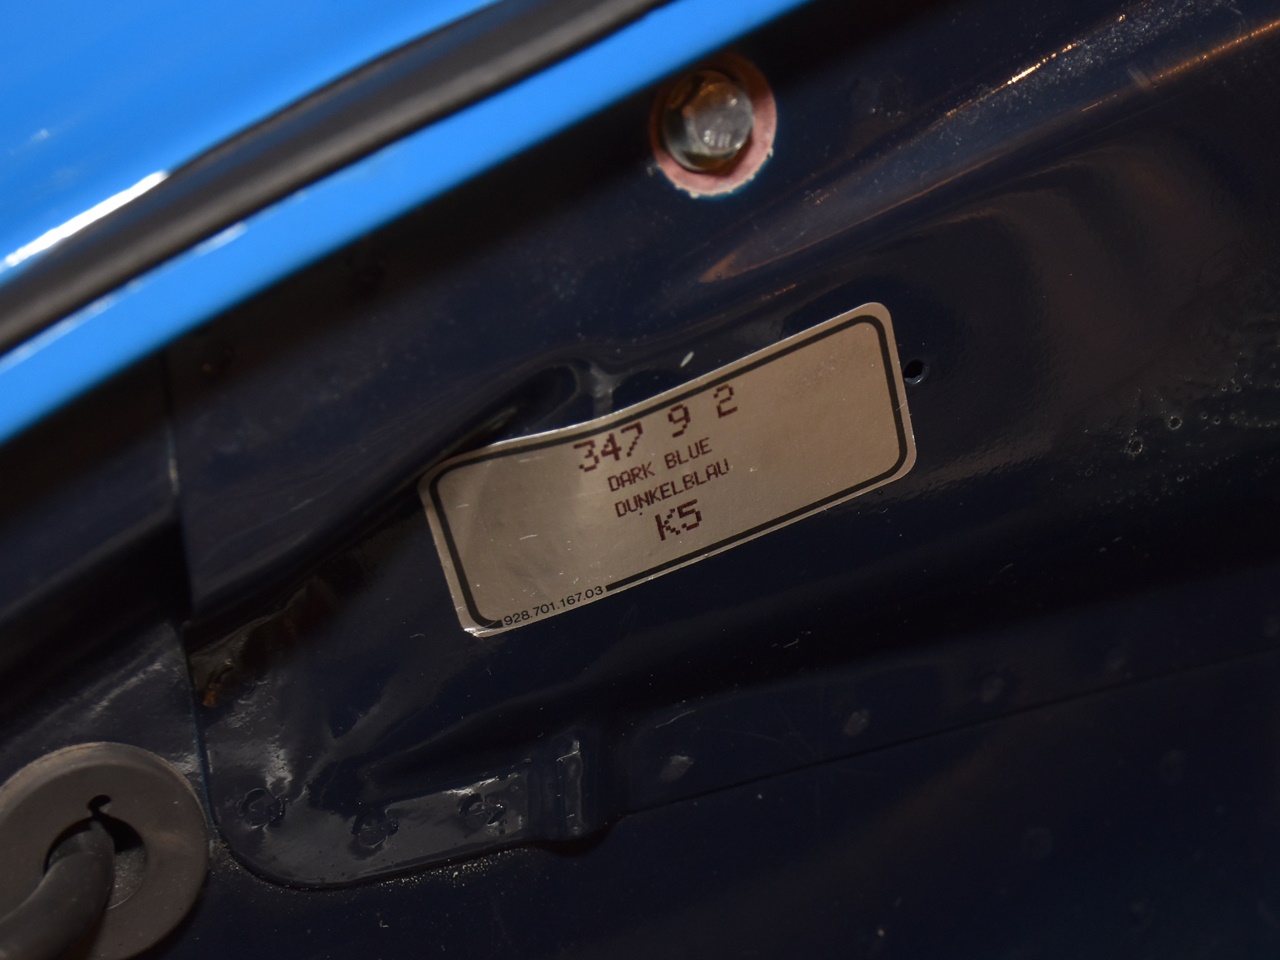 347 9 2
DARK BLUE
DUNKELBLAU
K5
928.701.167.03